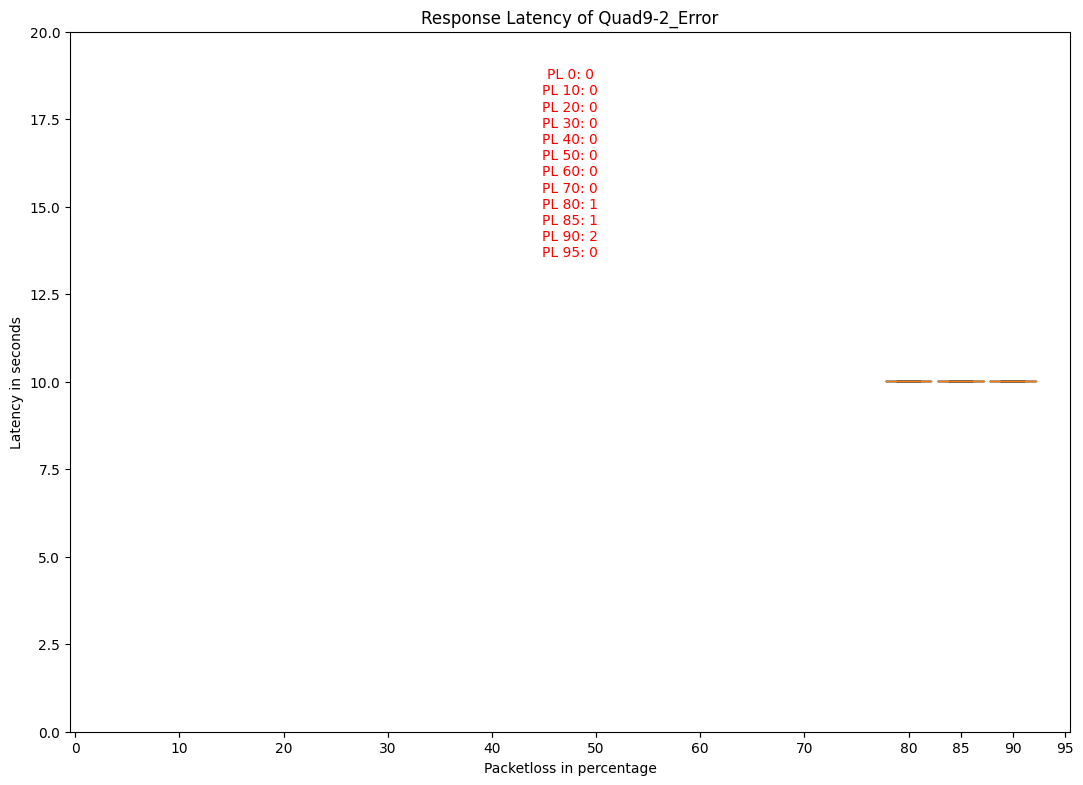 Response Latency of Quad9-2_Error
20.0
17.5
15.0
12.5
10.0
7.5
5.0
2.5
0.0
Latency in seconds
PL 0: 0
PL 10: 0
PL 20: 0
PL 30: 0
PL 40: 0
PL 50: 0
PL 60: 0
PL 70: 0
PL 80: 1
PL 85: 1
PL 90: 2
PL 95: 0
0 10 20 30 40 50 60 70 80 85 90 95
Packetloss in percentage